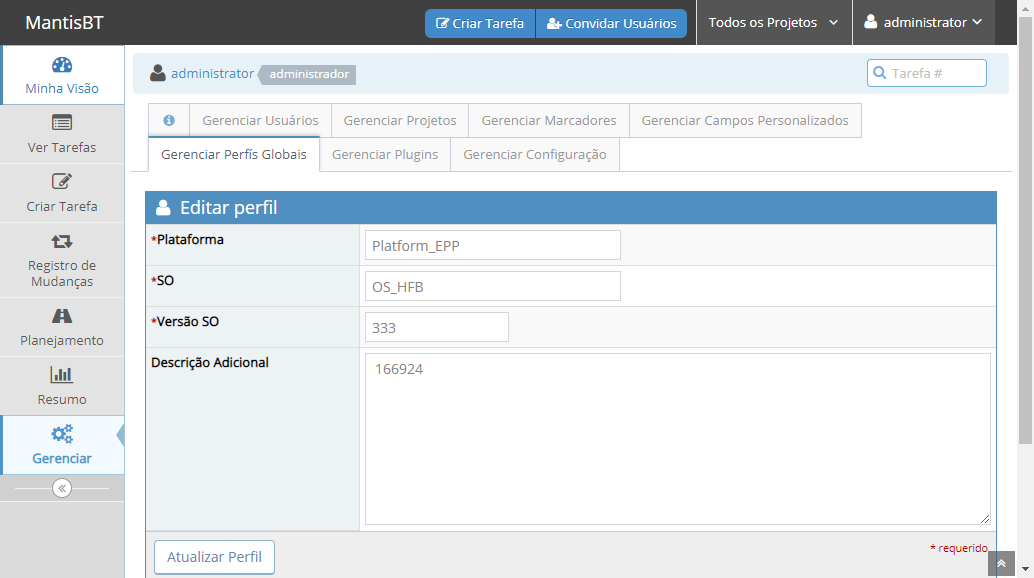 MantisBT
Criar Tarefa
Convidar Usuários
Todos os Projetos
administrator
administrator
administrador
Tarefa #
Minha Visão
Ver Tarefas
Criar Tarefa
Registro de
Mudanças
Planejamento
Resumo
Gerenciar
Gerenciar Usuários
Gerenciar Projetos
Gerenciar Marcadores
Gerenciar Campos Personalizados
Gerenciar Perfís Globais
Gerenciar Plugins
Gerenciar Configuração
Editar perfil
*Plataforma
Platform_EPP
*SO
OS_HFB
*Versão SO
333
Descrição Adicional
166924
Atualizar Perfil
* requerido